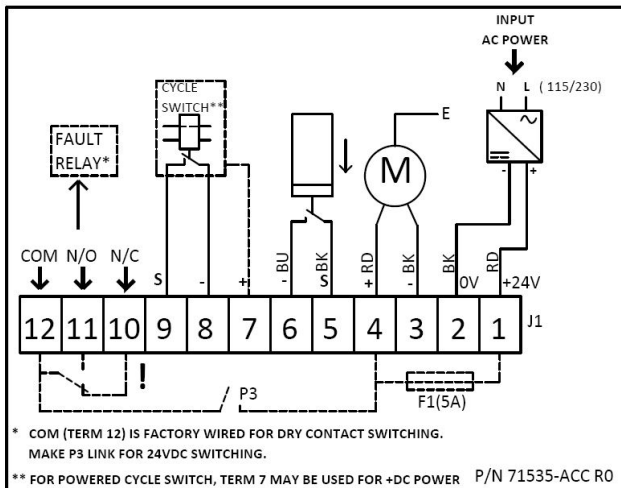 INPUT
AC POWER
N L (115/230)
CYCLE
SWITCH**
FAULT
RELAY*
E
M
- +
COM N/O N/C
S - + - BU S BK + RD - BK BK 0V RD +24V
12 11 10 9 8 7 6 5 4 3 2 1 J1
! P3 F1(5A)
* COM (TERM 12) IS FACTORY WIRED FOR DRY CONTACT SWITCHING.
MAKE P3 LINK FOR 24VDC SWITCHING.
** FOR POWERED CYCLE SWITCH, TERM 7 MAY BE USED FOR +DC POWER P/N 71535-ACC R0